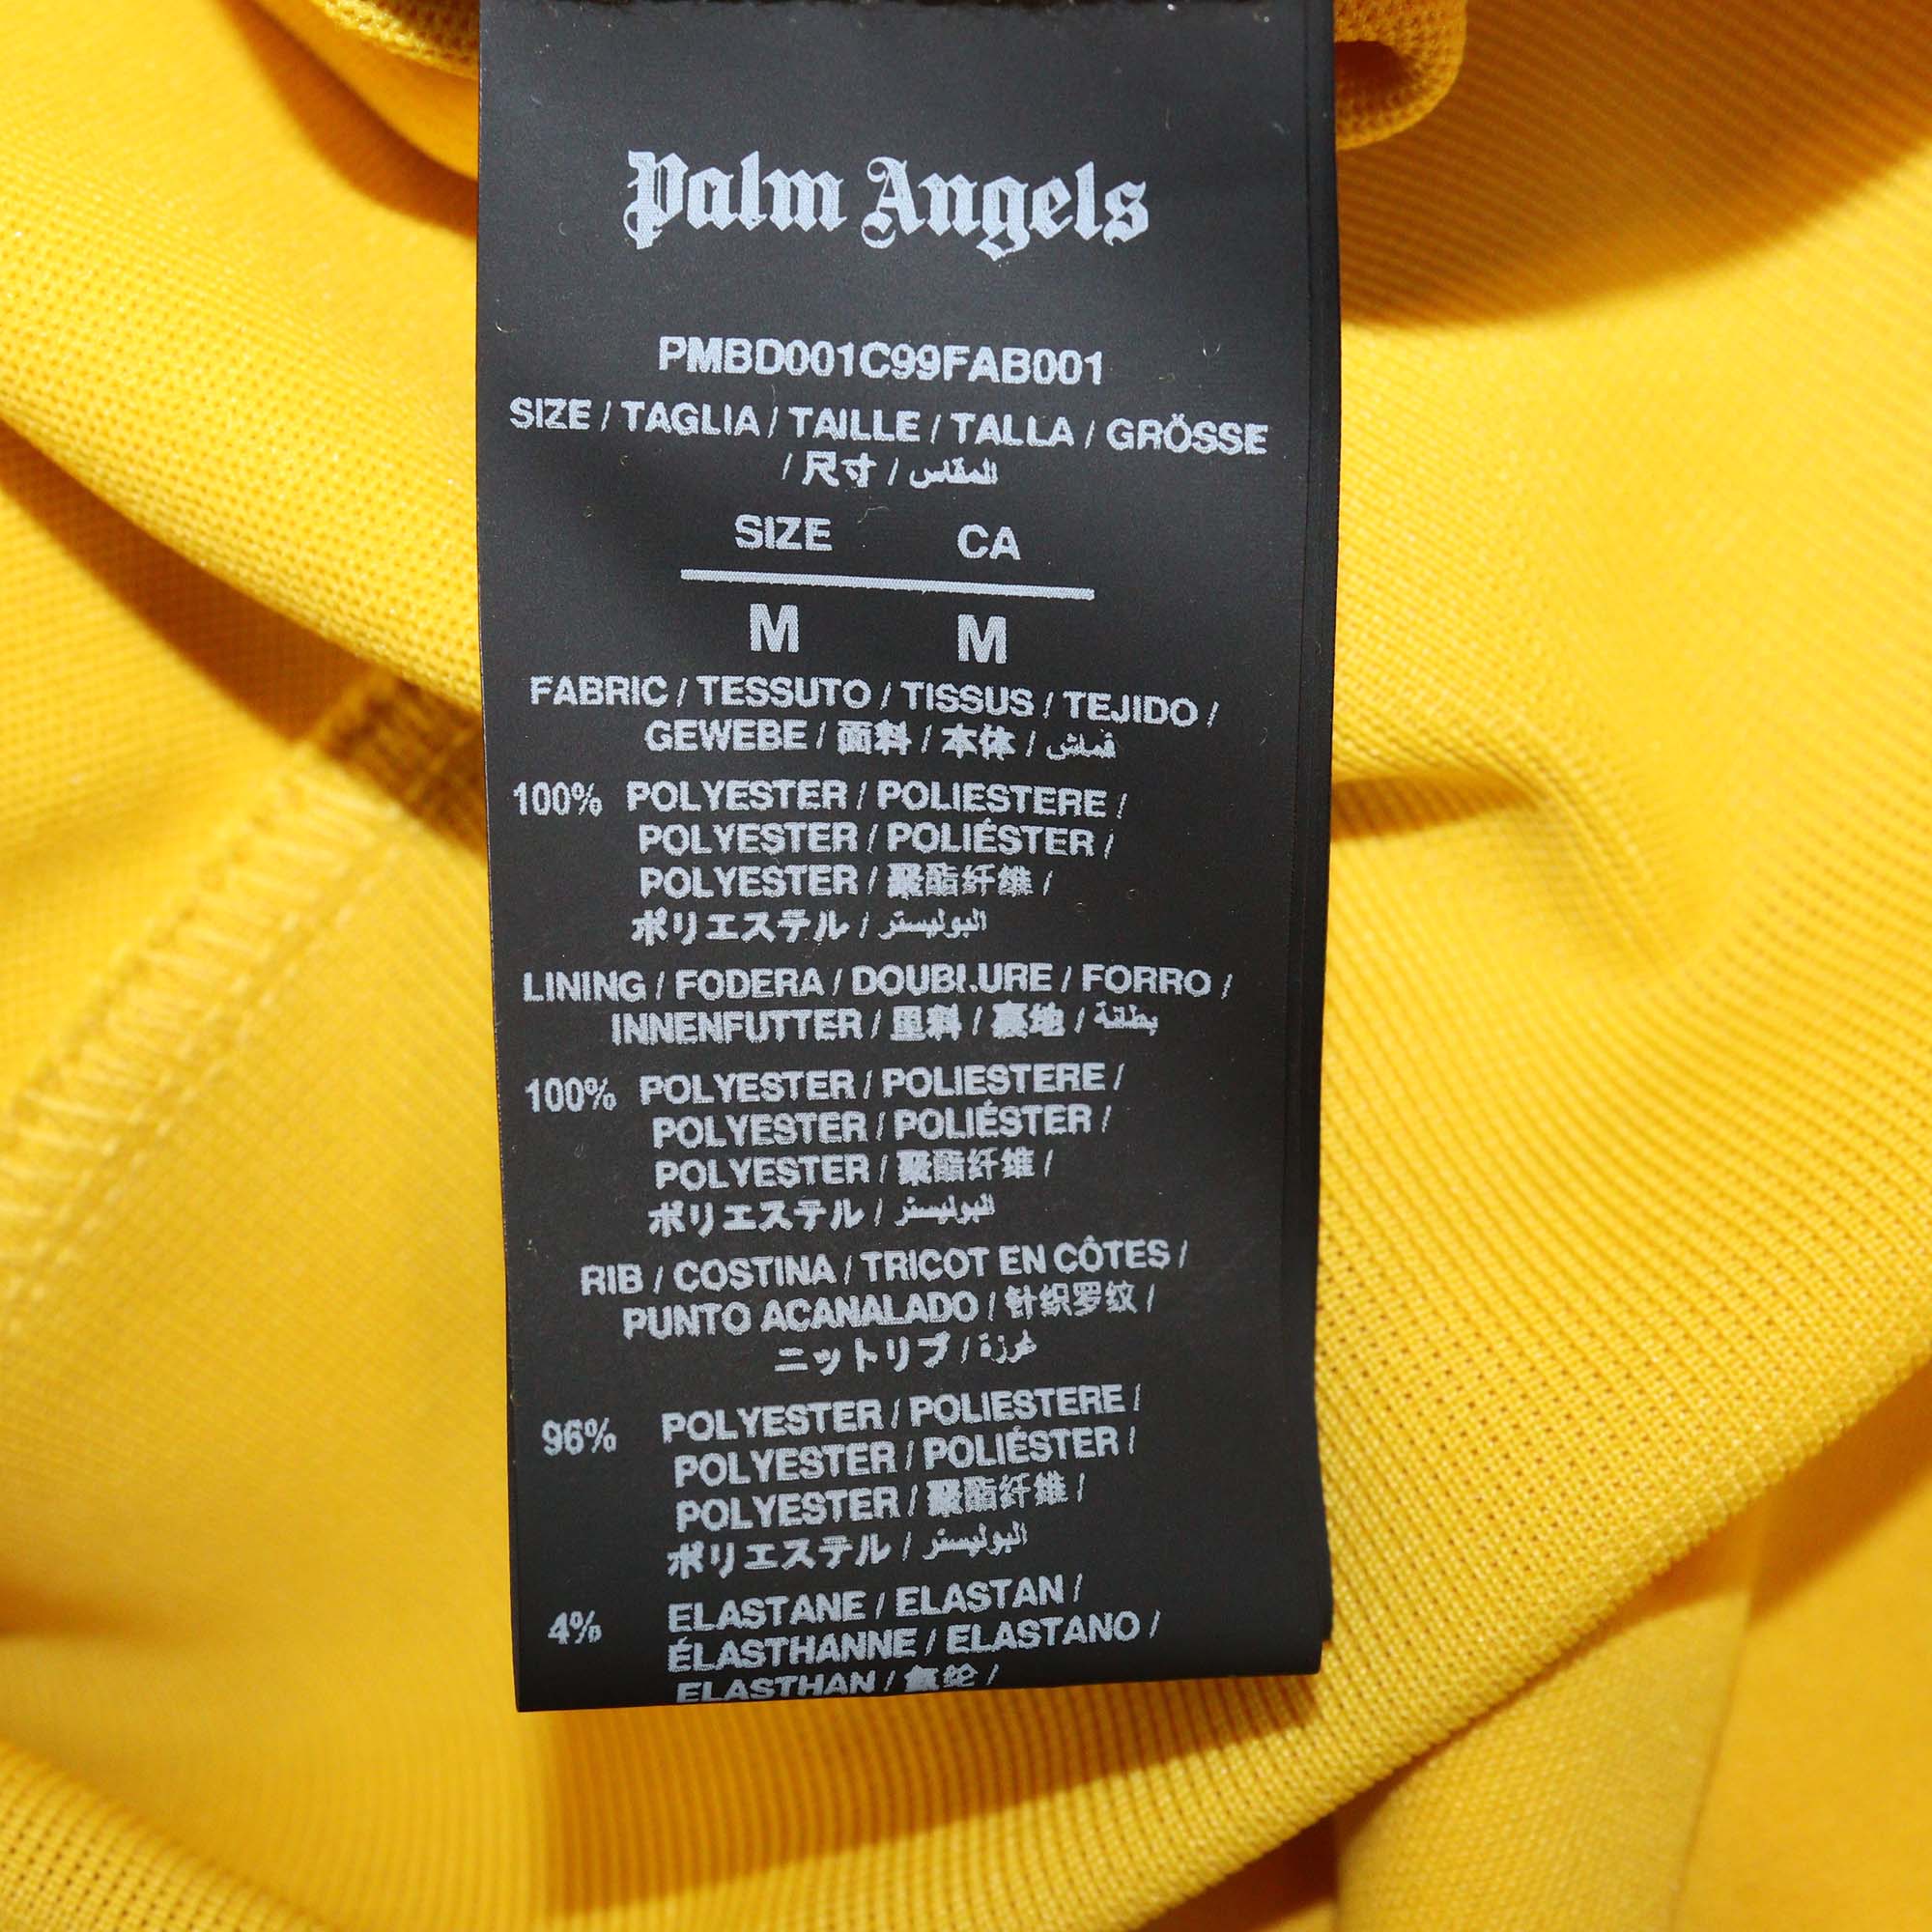 Palm Angels
PMBD001C99FAB001
SIZE / TAGLIA / TAILLE / TALLA / GRÖSSE
/ 尺寸 / المقاس
SIZE CA
M M
FABRIC / TESSUTO / TISSUS / TEJIDO /
GEWEBE / 面料 / 本体 / قماش
100% POLYESTER / POLIESTERE /
POLYESTER / POLIÉSTER /
POLYESTER / 聚酯纤维 /
ポリエステル / البوليستر
LINING / FODERA / DOUBLURE / FORRO /
INNENFUTTER / 里料 / 裏地 / بطانة
100% POLYESTER / POLIESTERE /
POLYESTER / POLIÉSTER /
POLYESTER / 聚酯纤维 /
ポリエステル / البوليستر
RIB / COSTINA / TRICOT EN CÔTES /
PUNTO ACANALADO / 针织罗纹 /
ニットリブ / غرزة
96% POLYESTER / POLIESTERE /
POLYESTER / POLIÉSTER /
POLYESTER / 聚酯纤维 /
ポリエステル / البوليستر
4% ELASTANE / ELASTAN /
ÉLASTHANNE / ELASTANO /
ELASTHAN / 氨纶 /